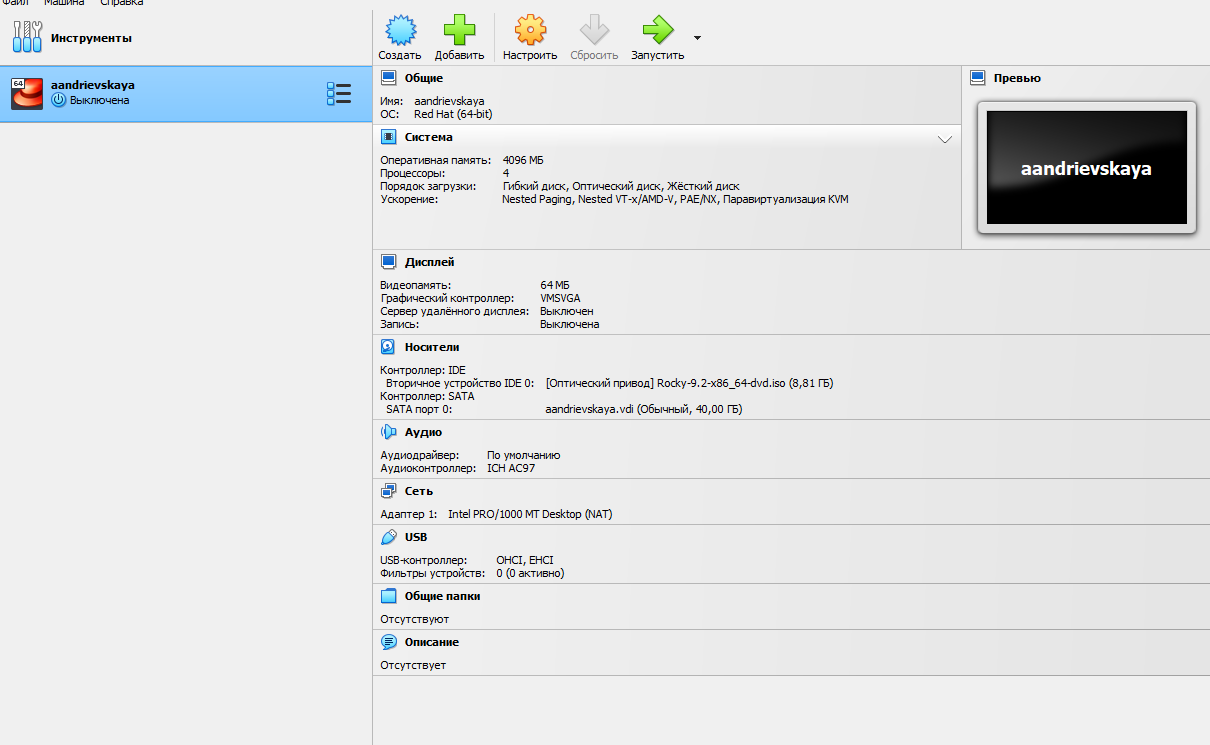 Файл Машина Справка
Инструменты
64
aandrievskaya
Выключена
Создать Добавить Настроить Сбросить Запустить
Общие
Имя: aandrievskaya
ОС: Red Hat (64-bit)
Система
Оперативная память: 4096 МБ
Процессоры: 4
Порядок загрузки: Гибкий диск, Оптический диск, Жёсткий диск
Ускорение: Nested Paging, Nested VT-x/AMD-V, PAE/NX, Паравиртуализация KVM
Превью
aandrievskaya
Дисплей
Видеопамять: 64 МБ
Графический контроллер: VMSVGA
Сервер удалённого дисплея: Выключен
Запись: Выключена
Носители
Контроллер: IDE
Вторичное устройство IDE 0: [Оптический привод] Rocky-9.2-x86_64-dvd.iso (8,81 ГБ)
Контроллер: SATA
SATA порт 0: aandrievskaya.vdi (Обычный, 40,00 ГБ)
Аудио
Аудиодрайвер: По умолчанию
Аудиоконтроллер: ICH AC97
Сеть
Адаптер 1: Intel PRO/1000 MT Desktop (NAT)
USB
USB-контроллер: OHCI, EHCI
Фильтры устройств: 0 (0 активно)
Общие папки
Отсутствуют
Описание
Отсутствует